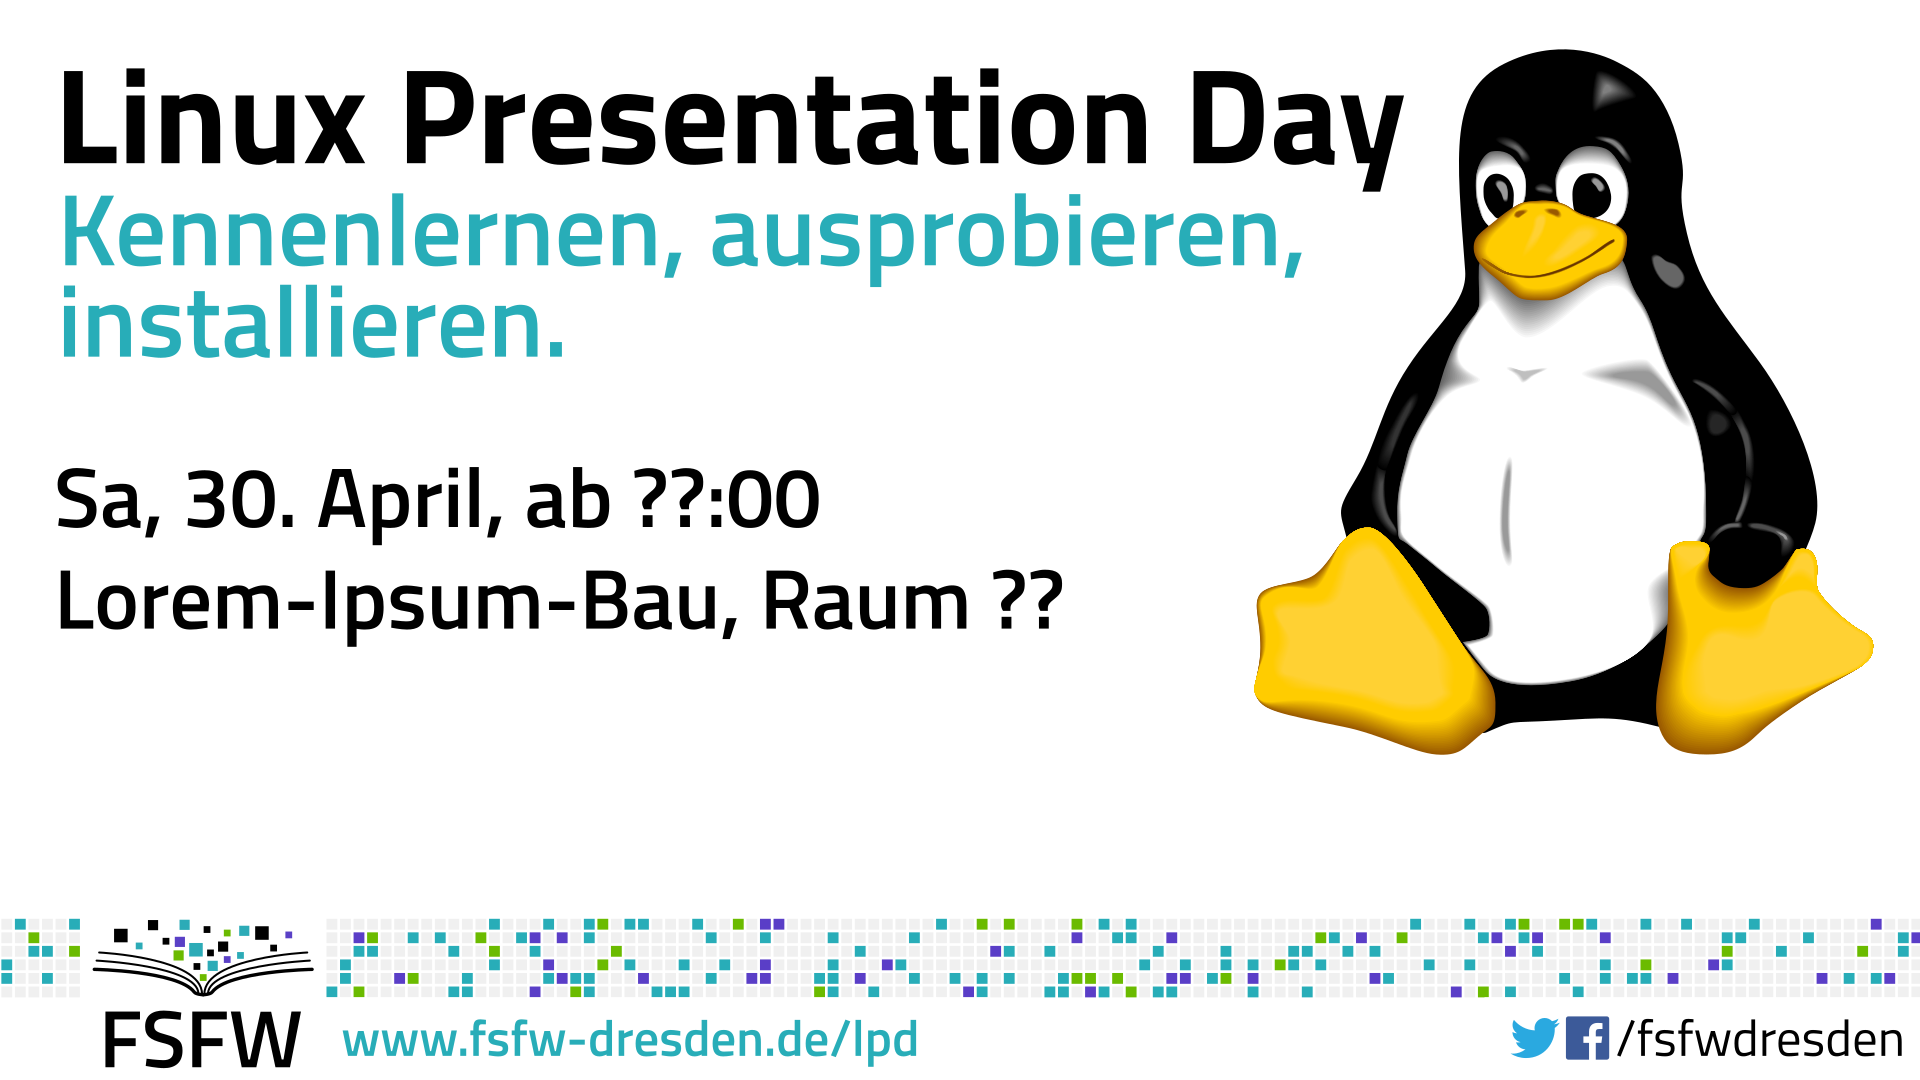 Linux Presentation Day
Kennenlernen, ausprobieren,
installieren.
Sa, 30. April, ab ??:00
Lorem-Ipsum-Bau, Raum ??
FSFW
www.fsfw-dresden.de/lpd
/fsfwdresden